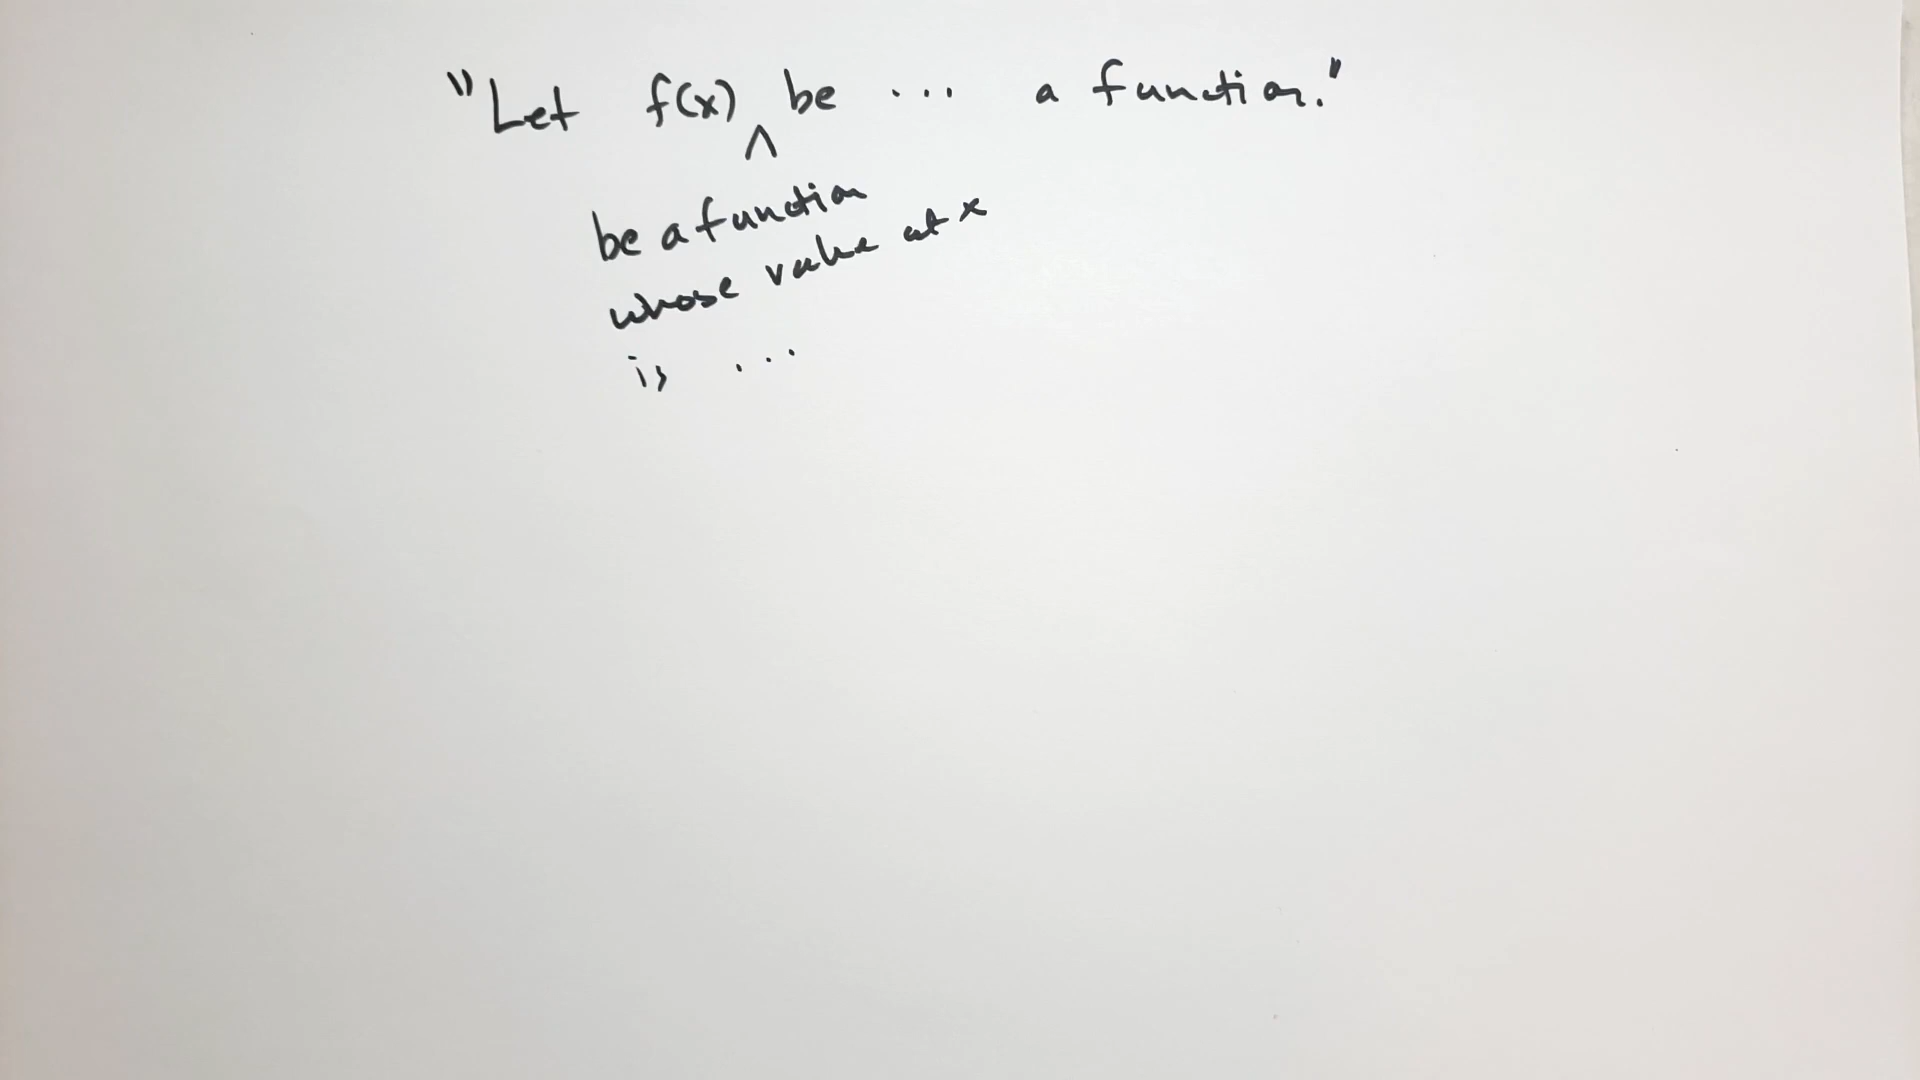 "Let f(x) be ... a function."
^
be a function
whose value at x
is ...